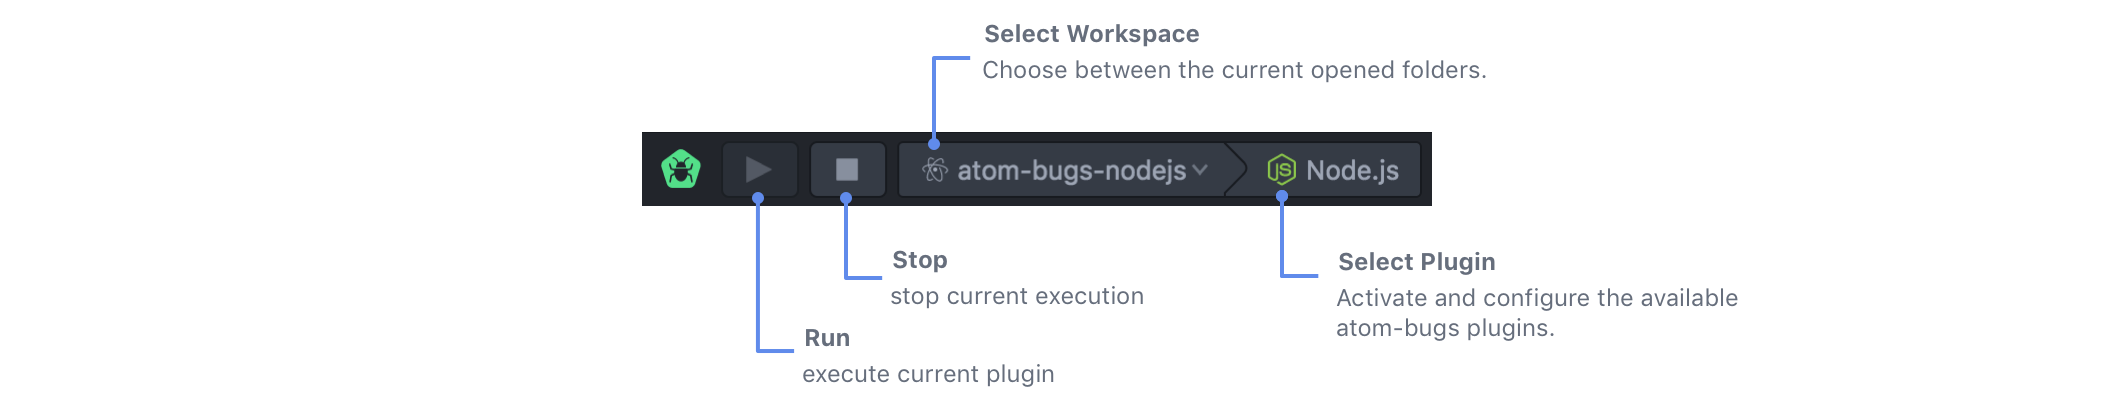 Select Workspace
Choose between the current opened folders.
atom-bugs-nodejs
JS Node.js
Stop
stop current execution
Select Plugin
Activate and configure the available
atom-bugs plugins.
Run
execute current plugin